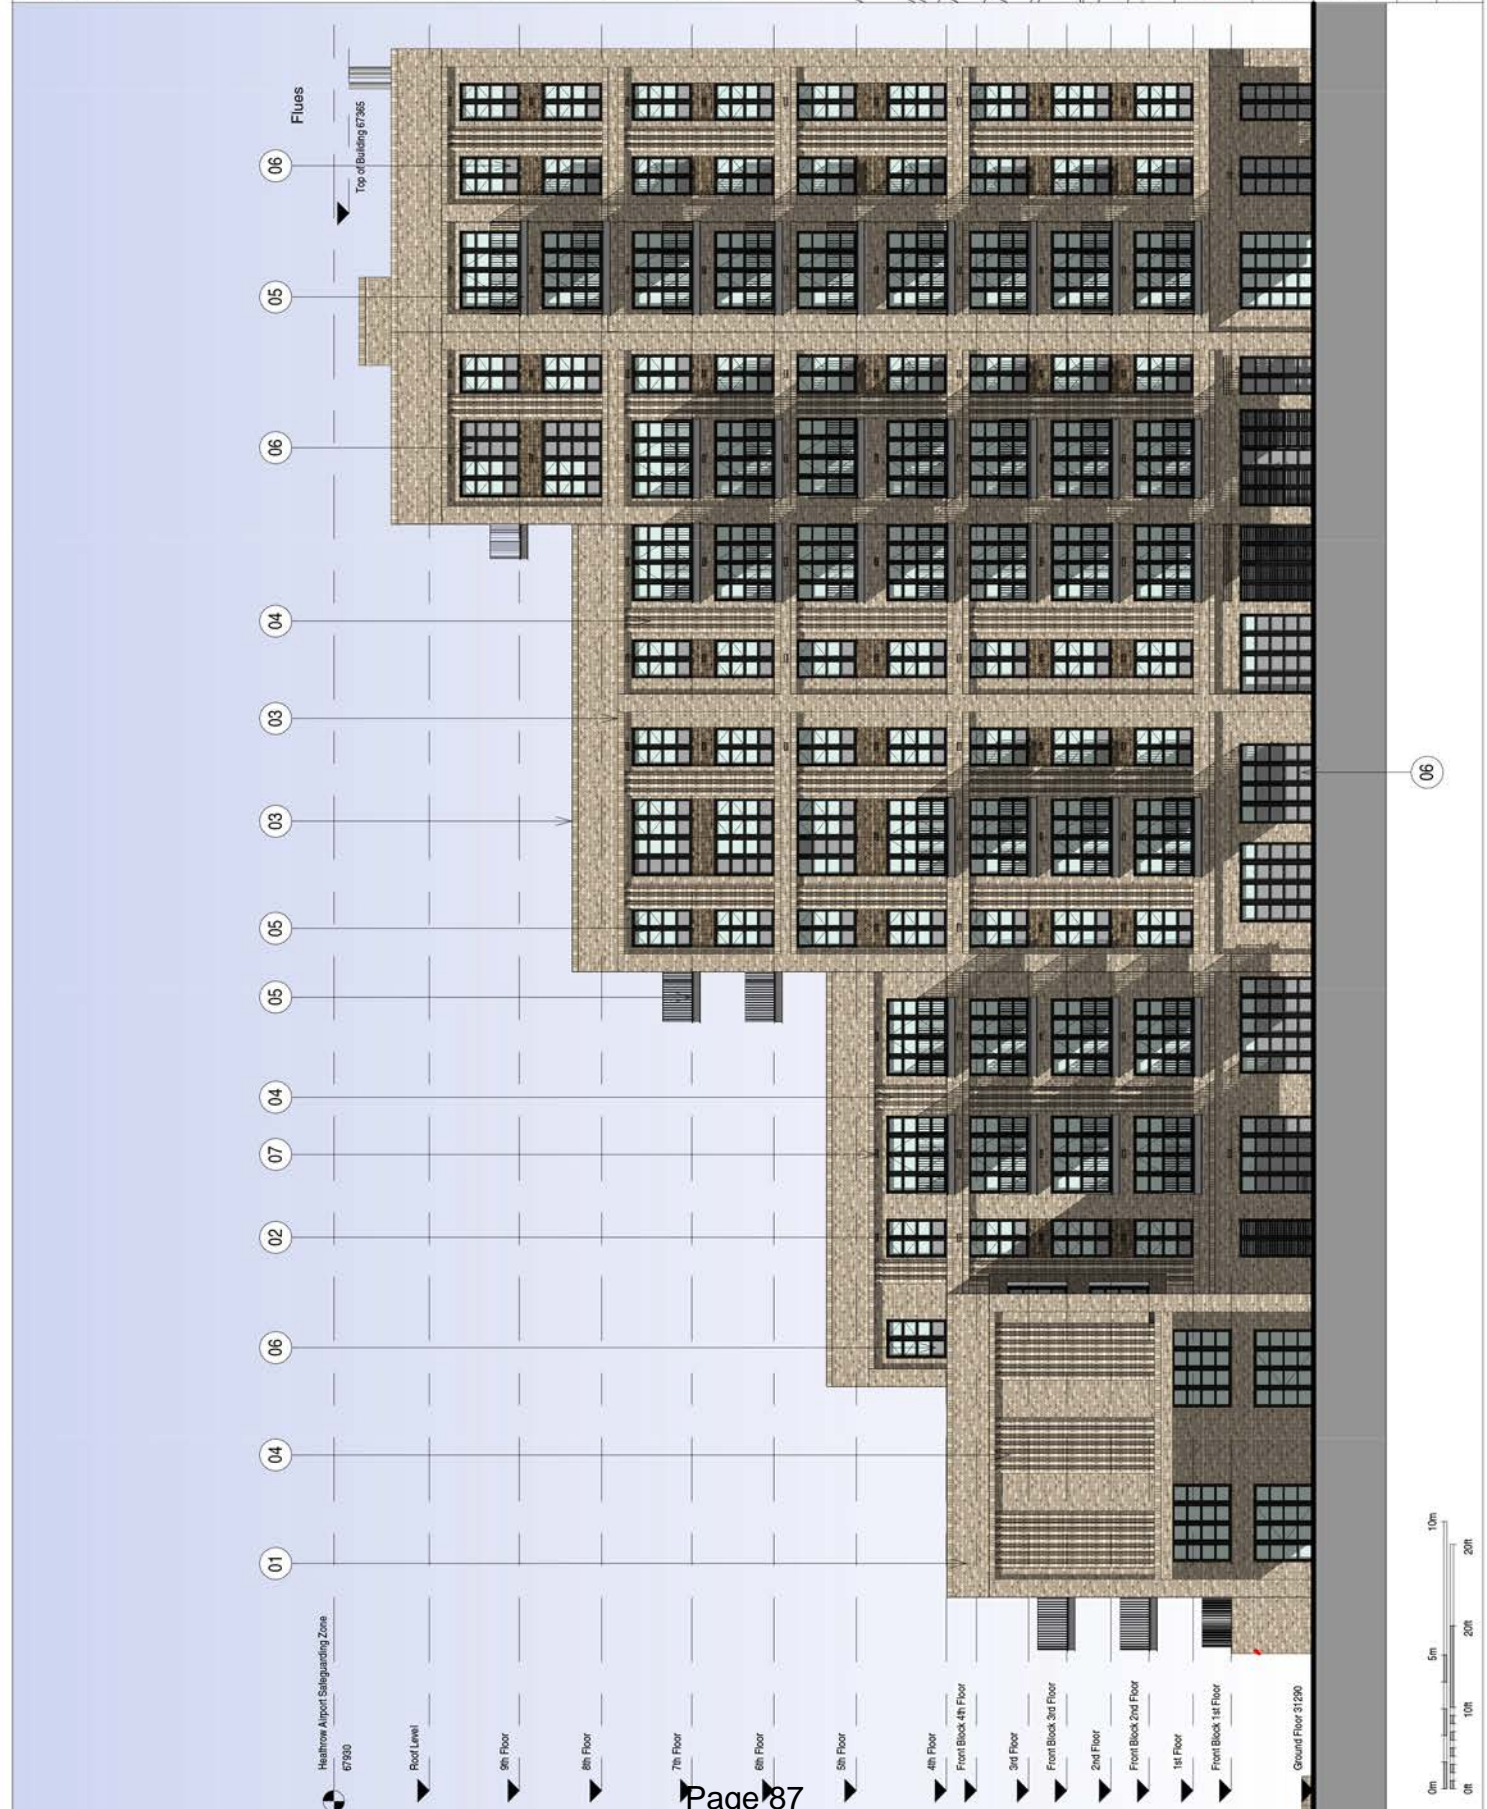 Flues
Top of Building 67365
06
05
06
04
03
03
05
05
04
07
02
06
04
01
06
Heathrow Airport Safeguarding Zone
67930
Roof Level
9th Floor
8th Floor
7th Floor
6th Floor
5th Floor
4th Floor
Front Block 4th Floor
3rd Floor
Front Block 3rd Floor
2nd Floor
Front Block 2nd Floor
1st Floor
Front Block 1st Floor
Ground Floor 31290
0m 5m 10m
0ft 10ft 20ft 20ft
Page 87